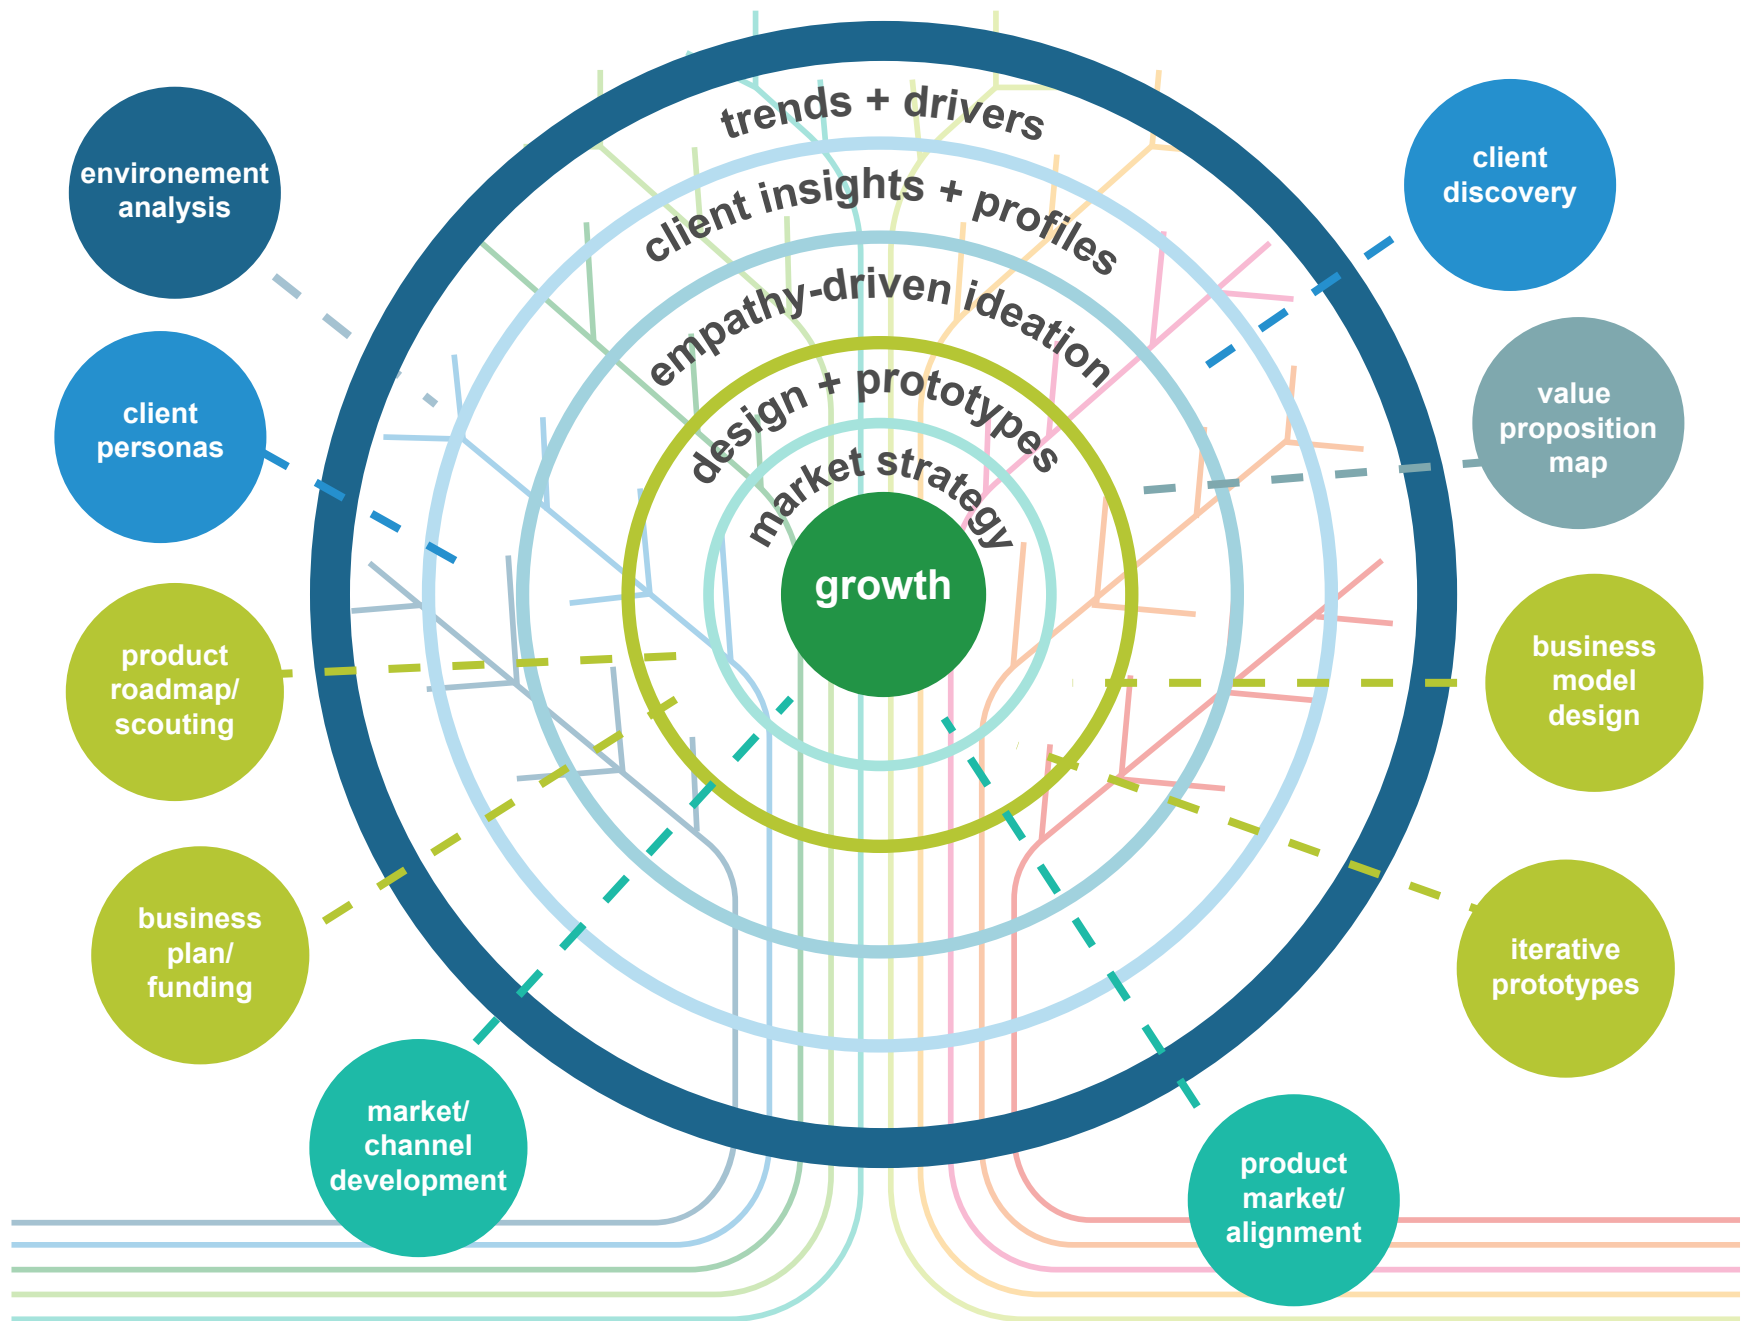 trends + drivers
client insights + profiles
empathy-driven ideation
design + prototypes
market strategy
growth
environement
analysis
client
personas
product
roadmap/
scouting
business
plan/
funding
market/
channel
development
client
discovery
value
proposition
map
business
model
design
iterative
prototypes
product
market/
alignment